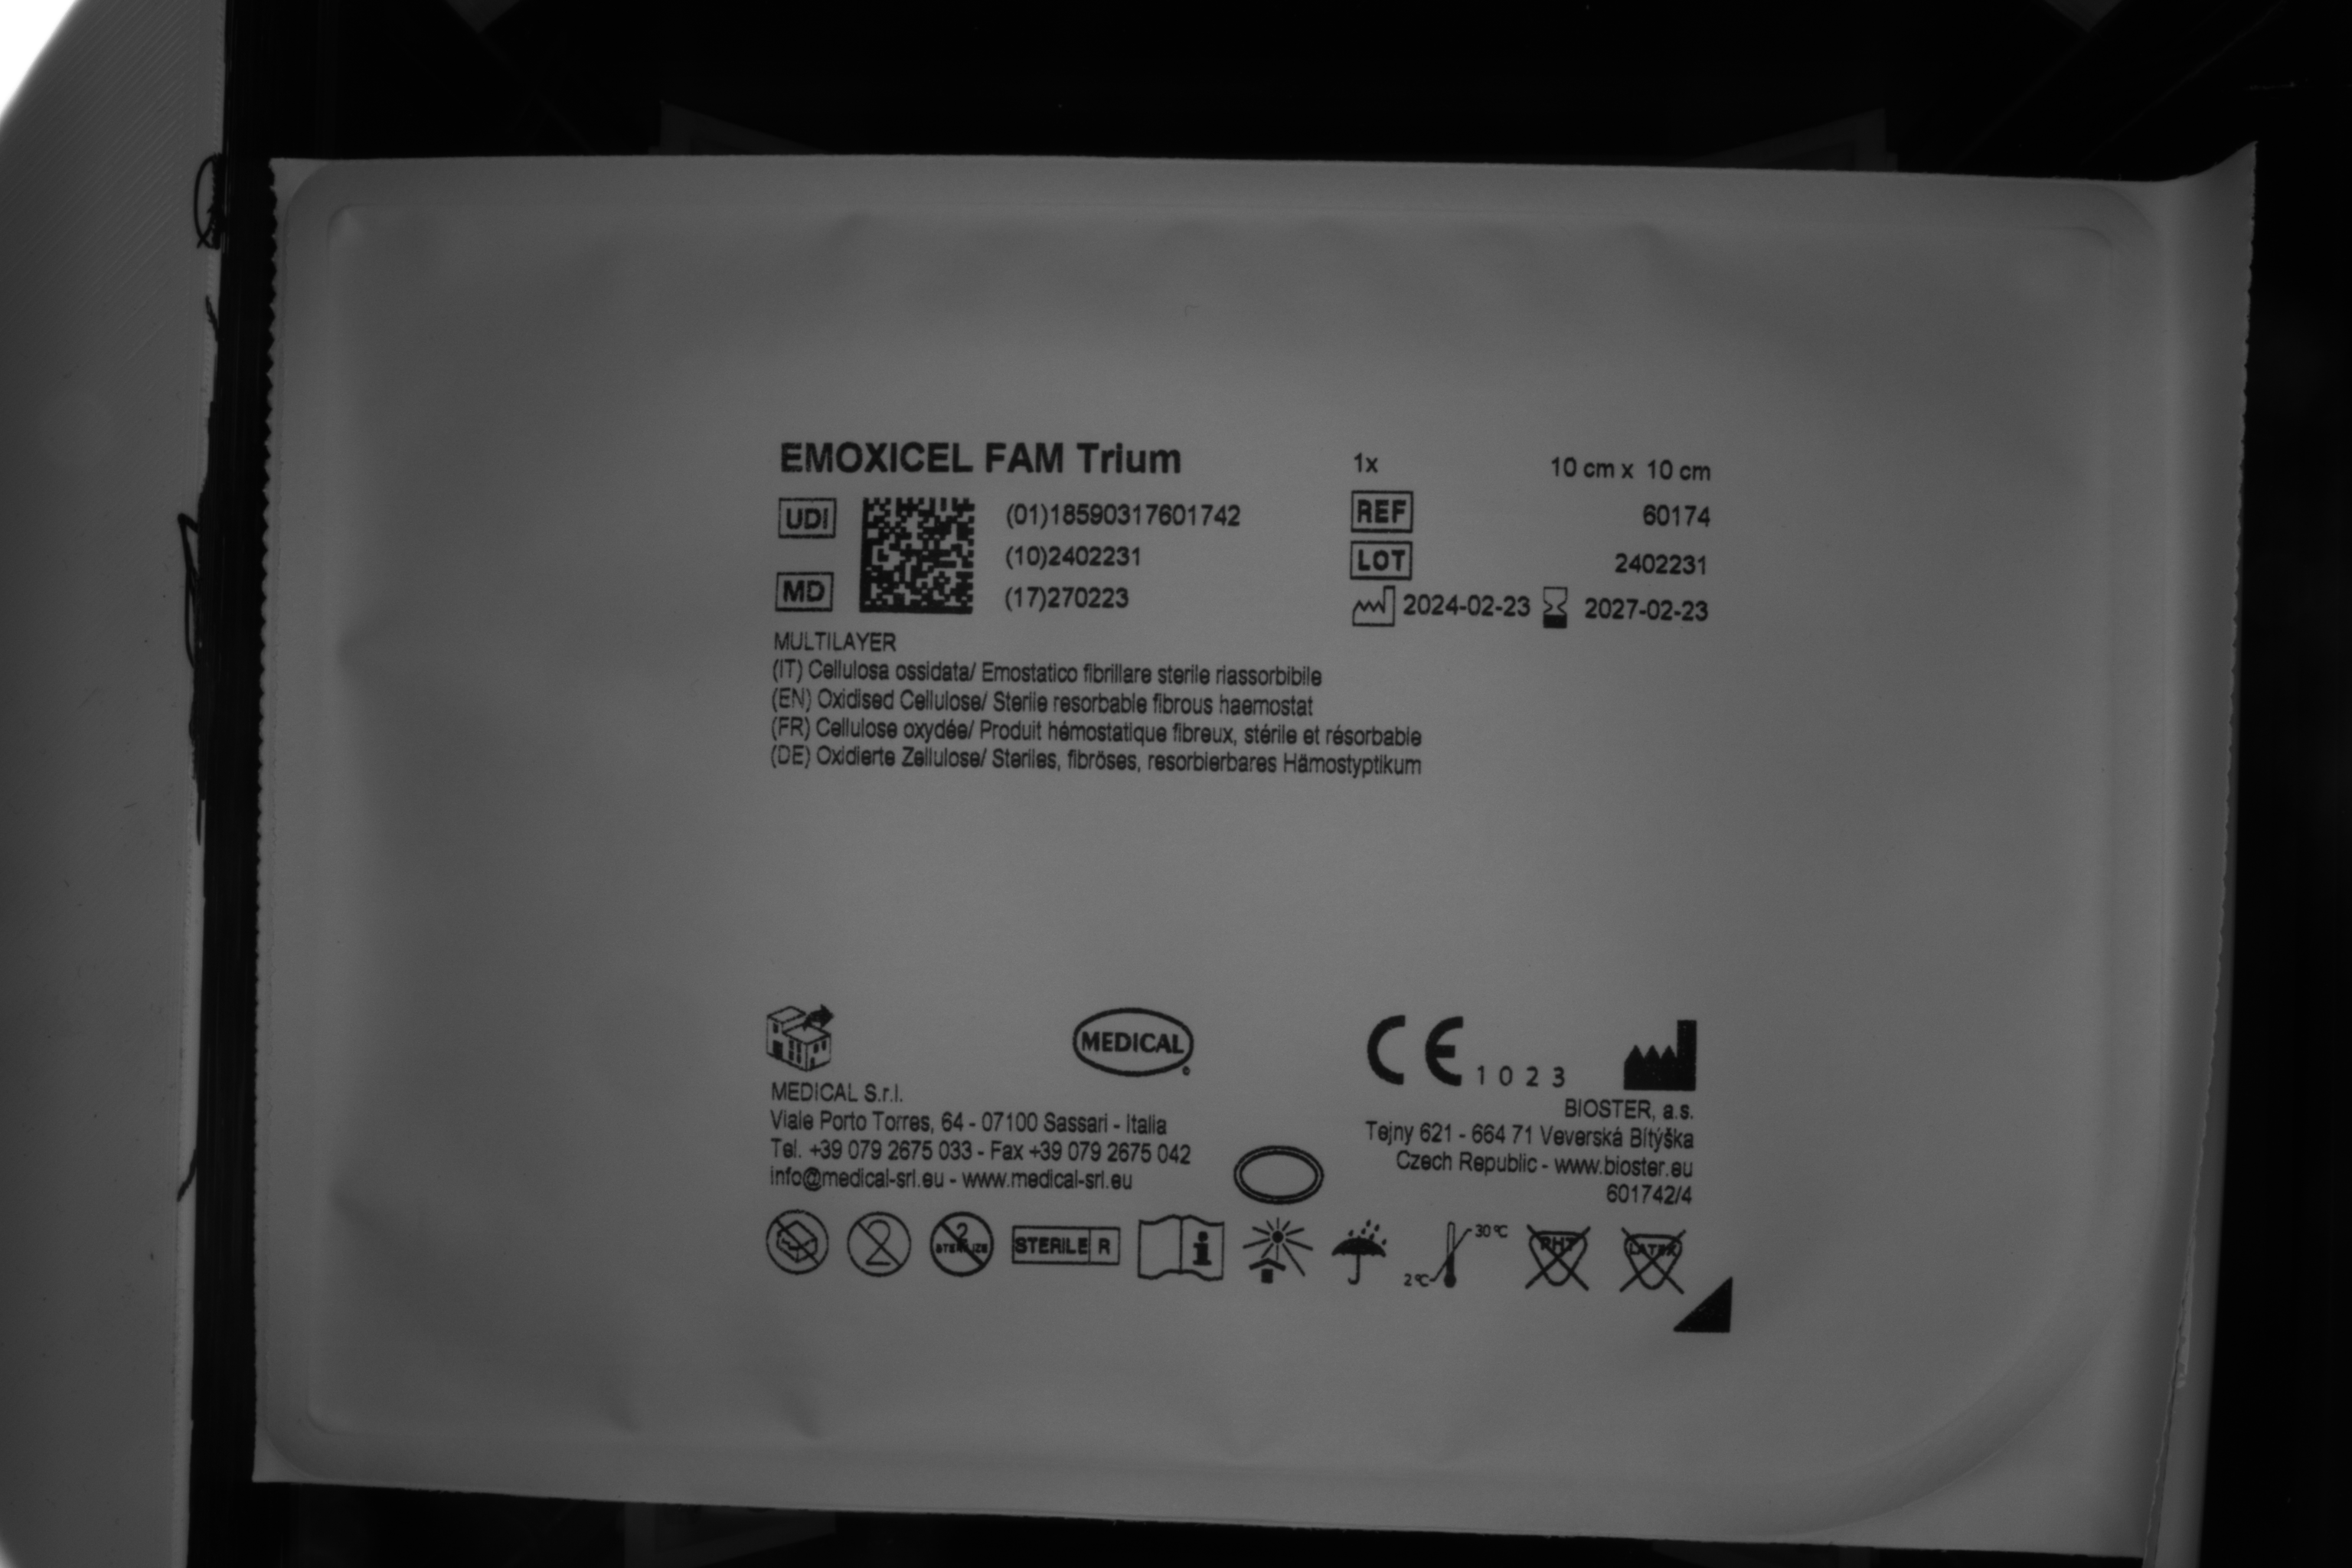 EMOXICEL FAM Trium
1x 10 cm x 10 cm
UDI (01)18590317601742
REF 60174
(10)2402231
LOT 2402231
MD (17)270223
2024-02-23 2027-02-23
MULTILAYER
(IT) Cellulosa ossidata/ Emostatico fibrillare sterile riassorbibile
(EN) Oxidised Cellulose/ Sterile resorbable fibrous haemostat
(FR) Cellulose oxydée/ Produit hémostatique fibreux, stérile et résorbable
(DE) Oxidierte Zellulose/ Steriles, fibröses, resorbierbares Hämostyptikum
MEDICAL
CE 1023
MEDICAL S.r.l.
Viale Porto Torres, 64 - 07100 Sassari - Italia
Tel. +39 079 2675 033 - Fax +39 079 2675 042
info@medical-srl.eu - www.medical-srl.eu
BIOSTER, a.s.
Tejny 621 - 664 71 Veverská Bítýška
Czech Republic - www.bioster.eu
601742/4
2
2 STERILIZE
STERILE R
i
30 °C
2 °C
PHT
LATEX